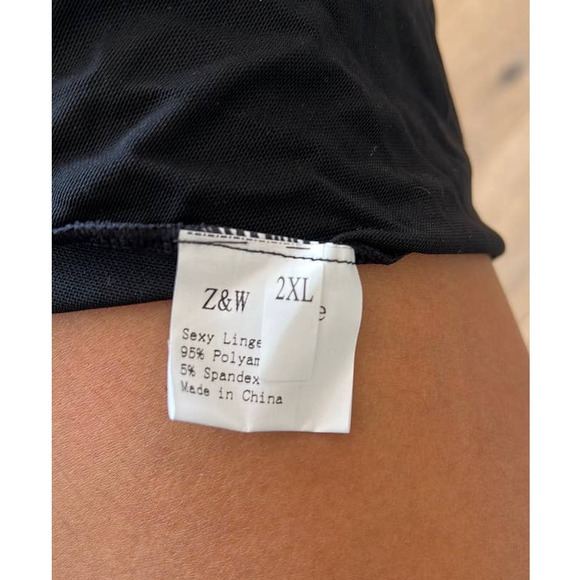 Z&W
2XL
e
Sexy Linge
95% Polyam
5% Spandex
Made in China